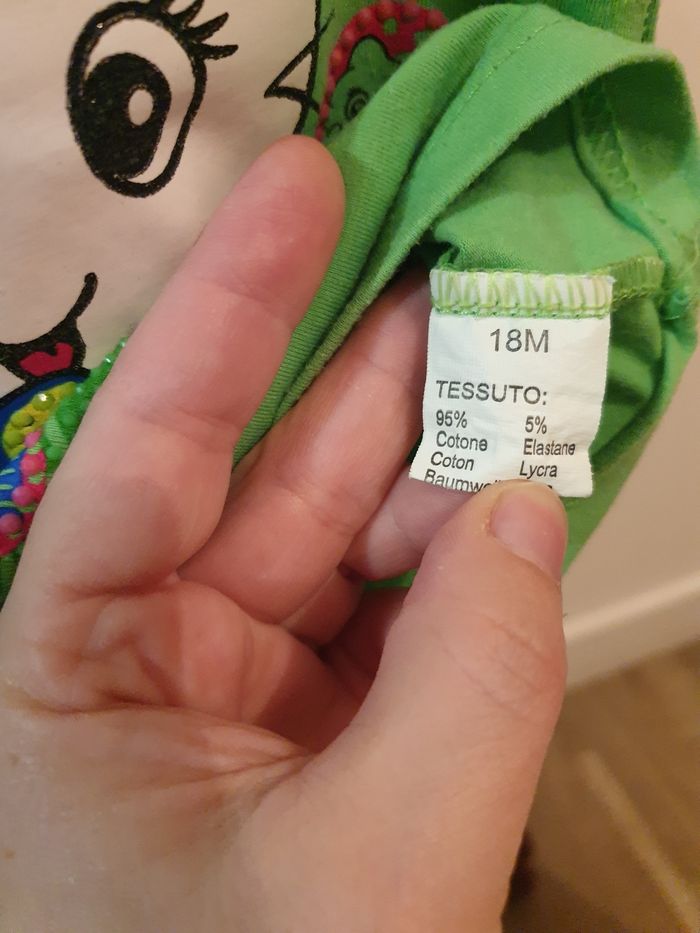 18M
TESSUTO:
95% 5%
Cotone Elastane
Coton Lycra